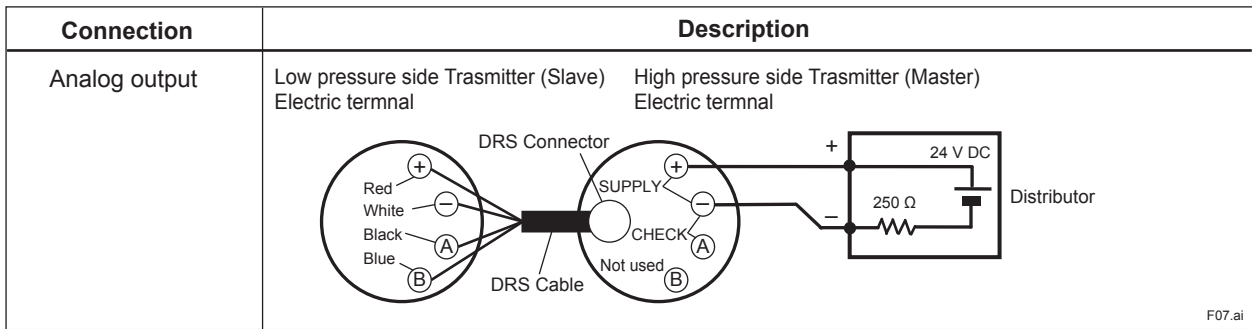 Connection
Description
Analog output
Low pressure side Trasmitter (Slave)
Electric termnal
High pressure side Trasmitter (Master)
Electric termnal
DRS Connector
Red
White
Black
Blue
+
−
A
B
DRS Cable
+
SUPPLY
−
CHECK
A
Not used
B
+
−
24 V DC
250 Ω
Distributor
F07.ai